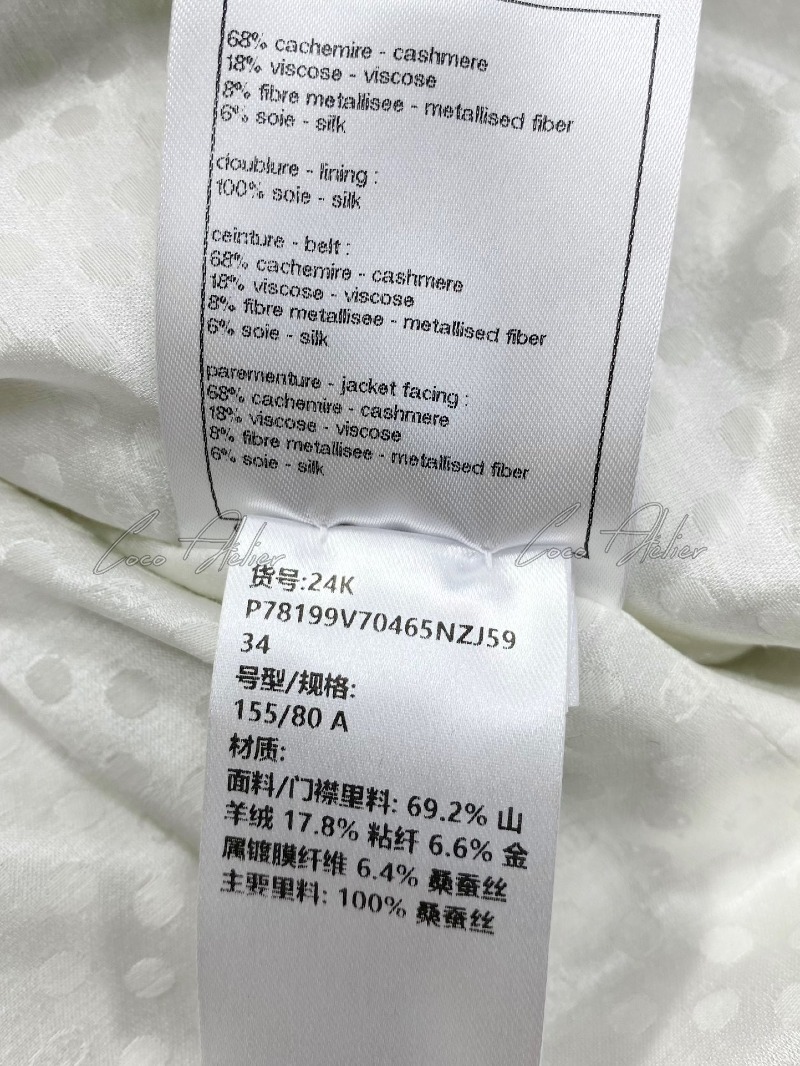 68% cachemire - cashmere
18% viscose - viscose
8% fibre metallisee - metallised fiber
6% soie - silk
doublure - lining :
100% soie - silk
ceinture - belt :
68% cachemire - cashmere
18% viscose - viscose
8% fibre metallisee - metallised fiber
6% soie - silk
parementure - jacket facing :
68% cachemire - cashmere
18% viscose - viscose
8% fibre metallisee - metallised fiber
6% soie - silk
Coco Atelier
Coco Atelier
货号:24K
P78199V70465NZJ59
34
号型/规格:
155/80 A
材质:
面料/门襟里料: 69.2% 山
羊绒 17.8% 粘纤 6.6% 金
属镀膜纤维 6.4% 桑蚕丝
主要里料: 100% 桑蚕丝